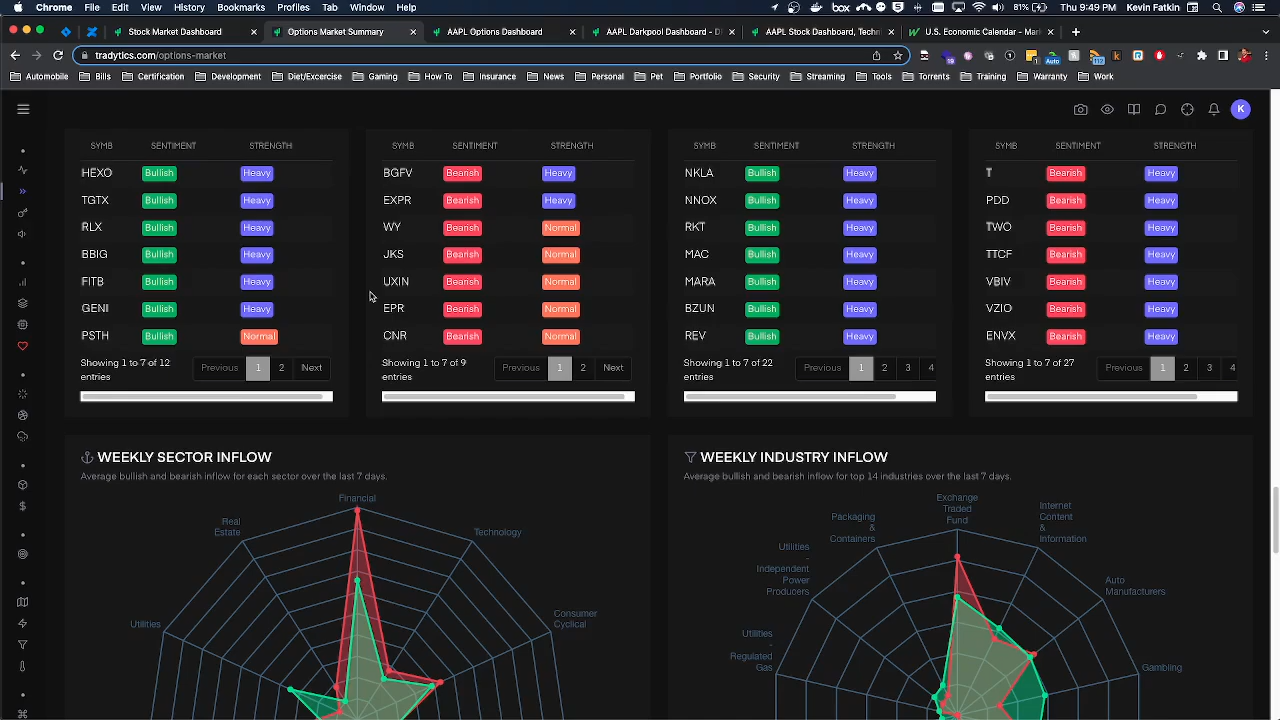 Chrome File Edit View History Bookmarks Profiles Tab Window Help
box 81% Thu 9:49 PM Kevin Fatkin
Stock Market Dashboard
Options Market Summary
AAPL Options Dashboard
AAPL Darkpool Dashboard - D
AAPL Stock Dashboard, Techn
U.S. Economic Calendar - Mark
tradytics.com/options-market
Automobile Bills Certification Development Diet/Excercise Gaming How To Insurance News Personal Pet Portfolio Security Streaming Tools Torrents Training Warranty Work
K
SYMB SENTIMENT STRENGTH
HEXO Bullish Heavy
TGTX Bullish Heavy
RLX Bullish Heavy
BBIG Bullish Heavy
FITB Bullish Heavy
GENI Bullish Heavy
PSTH Bullish Normal
Showing 1 to 7 of 12
entries
Previous 1 2 Next
SYMB SENTIMENT STRENGTH
BGFV Bearish Heavy
EXPR Bearish Heavy
WY Bearish Normal
JKS Bearish Normal
UXIN Bearish Normal
EPR Bearish Normal
CNR Bearish Normal
Showing 1 to 7 of 9
entries
Previous 1 2 Next
SYMB SENTIMENT STRENGTH
NKLA Bullish Heavy
NNOX Bullish Heavy
RKT Bullish Heavy
MAC Bullish Heavy
MARA Bullish Heavy
BZUN Bullish Heavy
REV Bullish Heavy
Showing 1 to 7 of 22
entries
Previous 1 2 3 4
SYMB SENTIMENT STRENGTH
T Bearish Heavy
PDD Bearish Heavy
TWO Bearish Heavy
TTCF Bearish Heavy
VBIV Bearish Heavy
VZIO Bearish Heavy
ENVX Bearish Heavy
Showing 1 to 7 of 27
entries
Previous 1 2 3 4
WEEKLY SECTOR INFLOW
Average bullish and bearish inflow for each sector over the last 7 days.
Financial
Real
Estate
Technology
Utilities
Consumer
Cyclical
WEEKLY INDUSTRY INFLOW
Average bullish and bearish inflow for top 14 industries over the last 7 days.
Exchange
Traded
Fund
Packaging
&
Containers
Internet
Content
&
Information
Utilities
-
Independent
Power
Producers
Auto
Manufacturers
Utilities
-
Regulated
Gas
Gambling